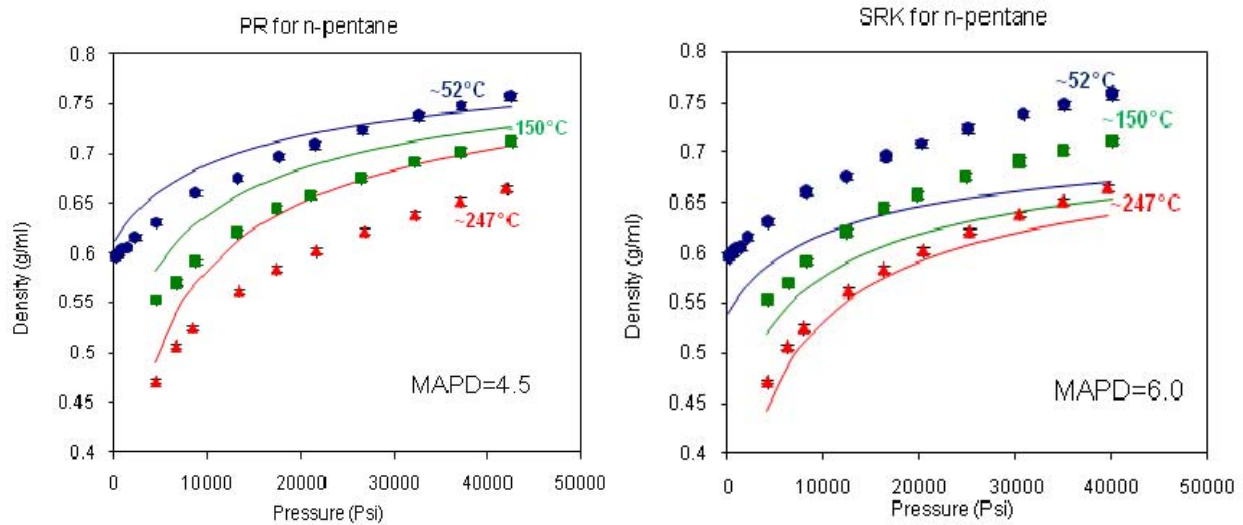 PR for n-pentane
0.8
0.75
0.7
0.65
0.6
0.55
0.5
0.45
0.4
Density (g/ml)
~52°C
150°C
~247°C
MAPD=4.5
0 10000 20000 30000 40000 50000
Pressure (Psi)
SRK for n-pentane
0.8
0.75
0.7
0.65
0.6
0.55
0.5
0.45
0.4
Density (g/ml)
~52°C
~150°C
~247°C
MAPD=6.0
0 10000 20000 30000 40000 50000
Pressure (Psi)